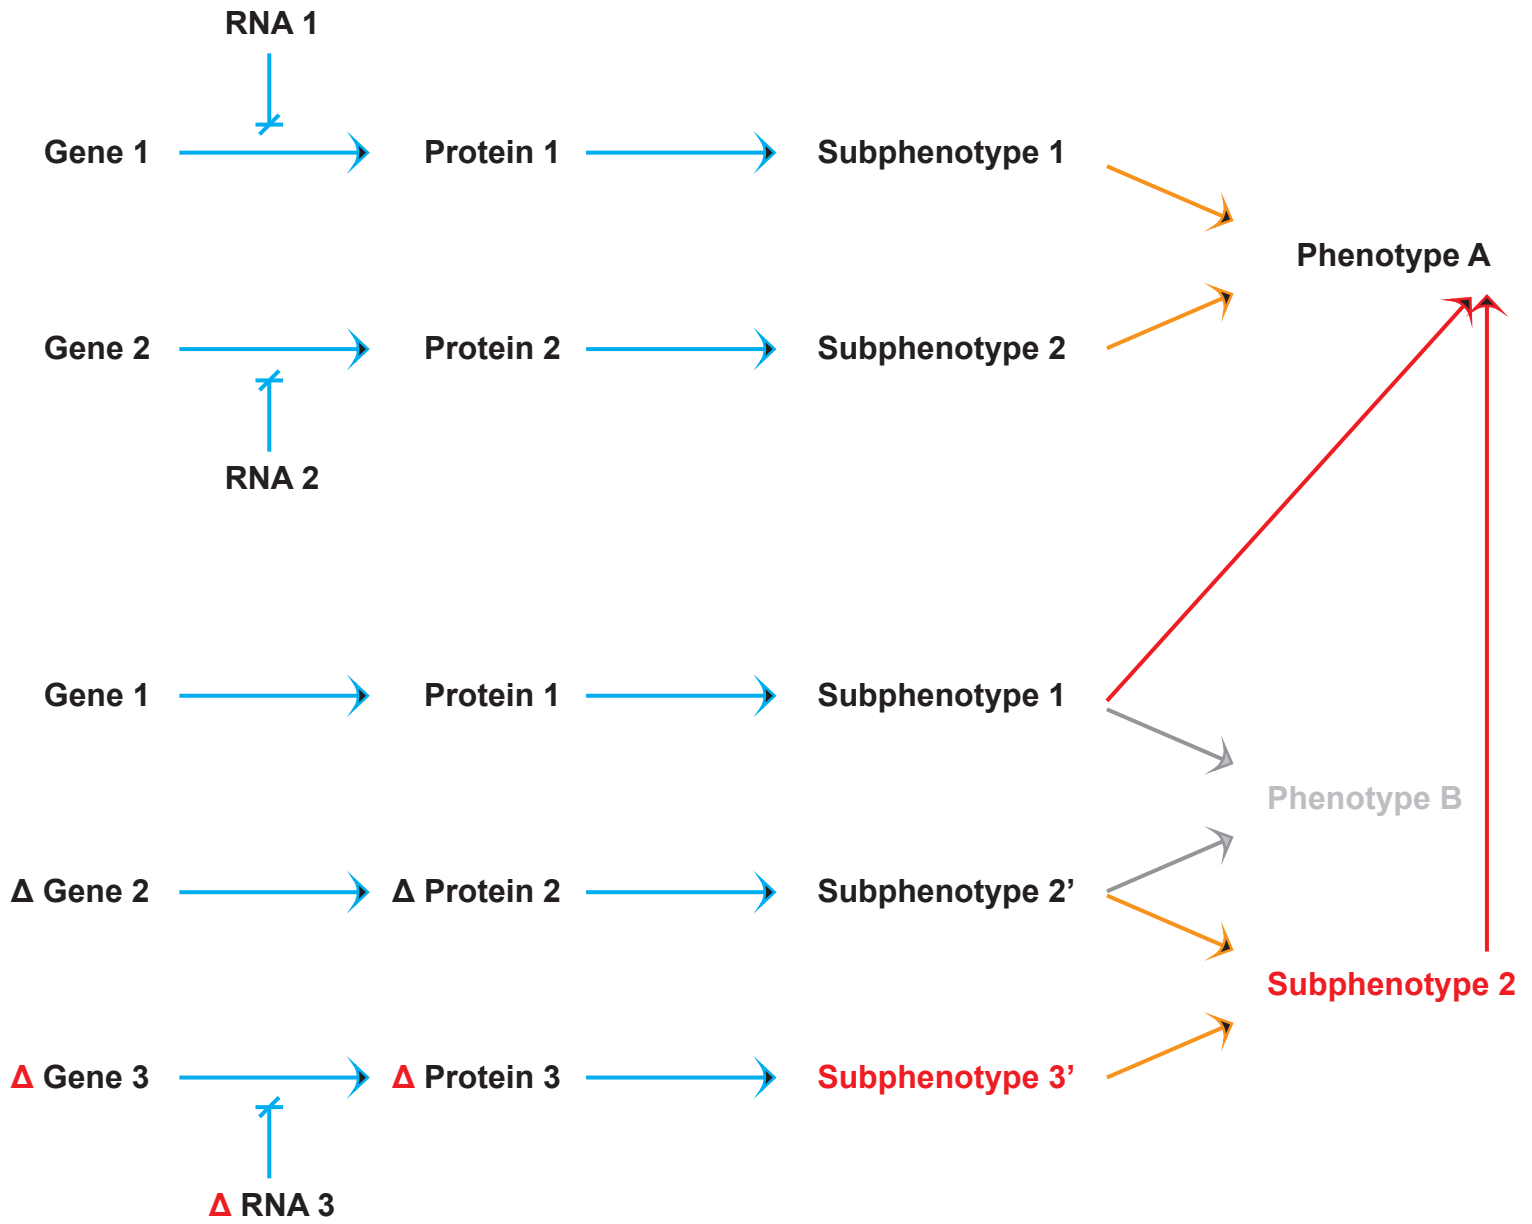 RNA 1
Gene 1 Protein 1 Subphenotype 1
Phenotype A
Gene 2 Protein 2 Subphenotype 2
RNA 2
Gene 1 Protein 1 Subphenotype 1
Phenotype B
Δ Gene 2 Δ Protein 2 Subphenotype 2’
Subphenotype 2
Δ Gene 3 Δ Protein 3 Subphenotype 3’
Δ RNA 3